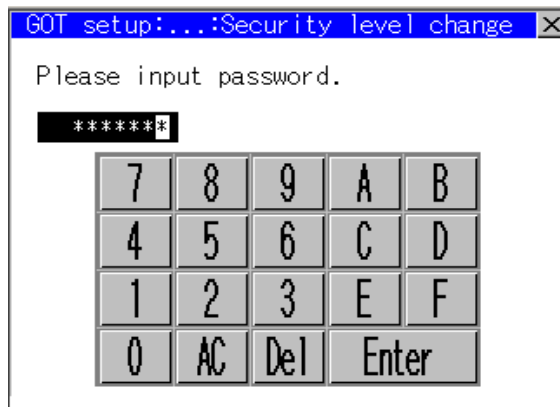 GOT setup:...:Security level change ×
Please input password.
*******
7 8 9 A B
4 5 6 C D
1 2 3 E F
0 AC Del Enter